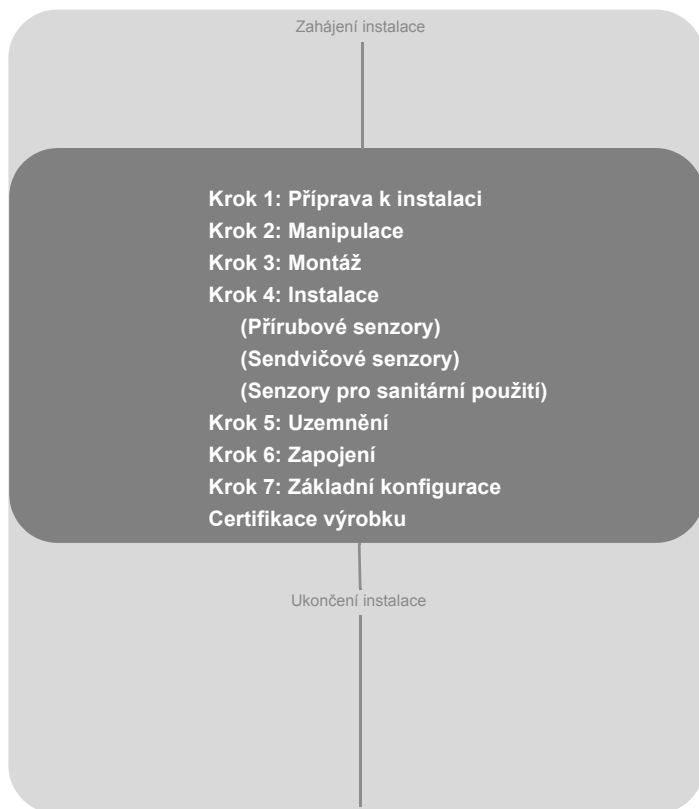 Zahájení instalace
Krok 1: Příprava k instalaci
Krok 2: Manipulace
Krok 3: Montáž
Krok 4: Instalace
(Přírubové senzory)
(Sendvičové senzory)
(Senzory pro sanitární použití)
Krok 5: Uzemnění
Krok 6: Zapojení
Krok 7: Základní konfigurace
Certifikace výrobku
Ukončení instalace